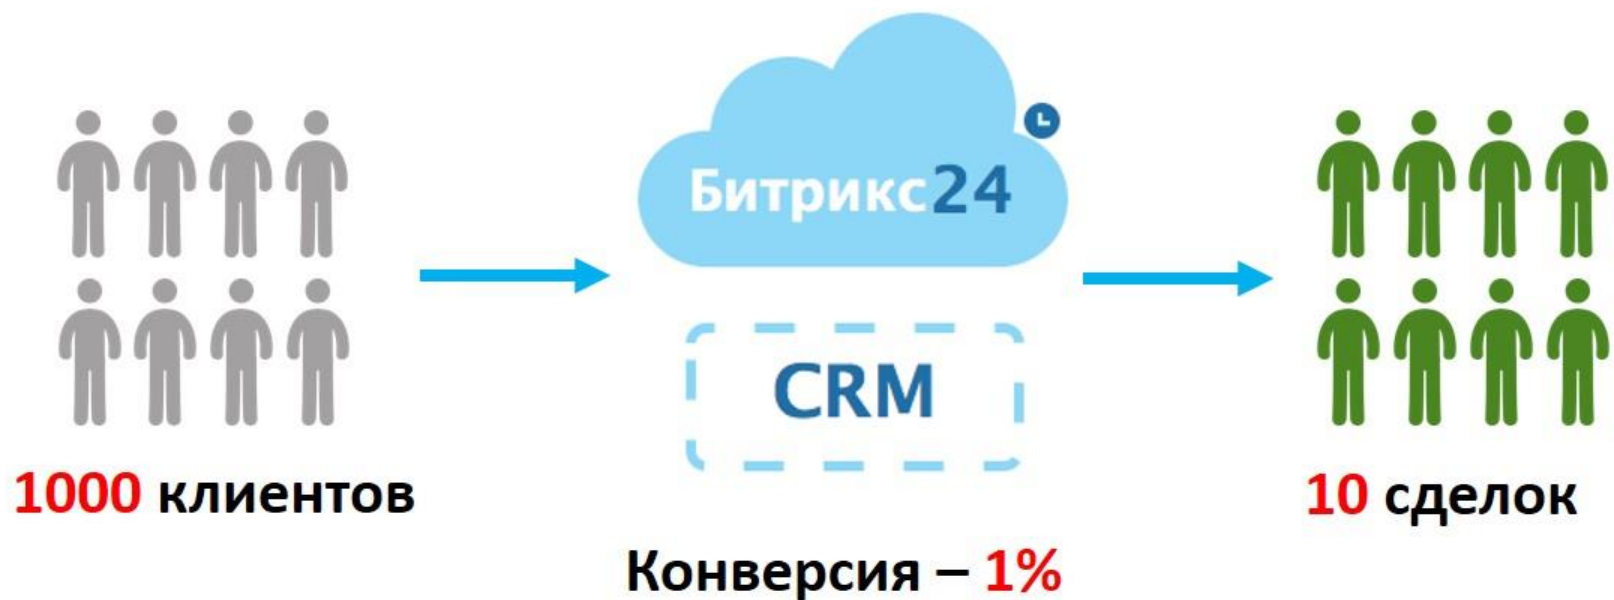 Битрикс24
CRM
1000 клиентов
10 сделок
Конверсия – 1%